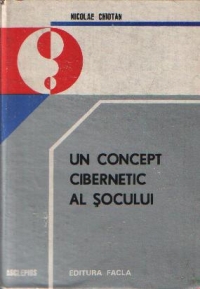 NICOLAE CHIOTAN
UN CONCEPT
CIBERNETIC
AL ŞOCULUI
EDITURA FACLA